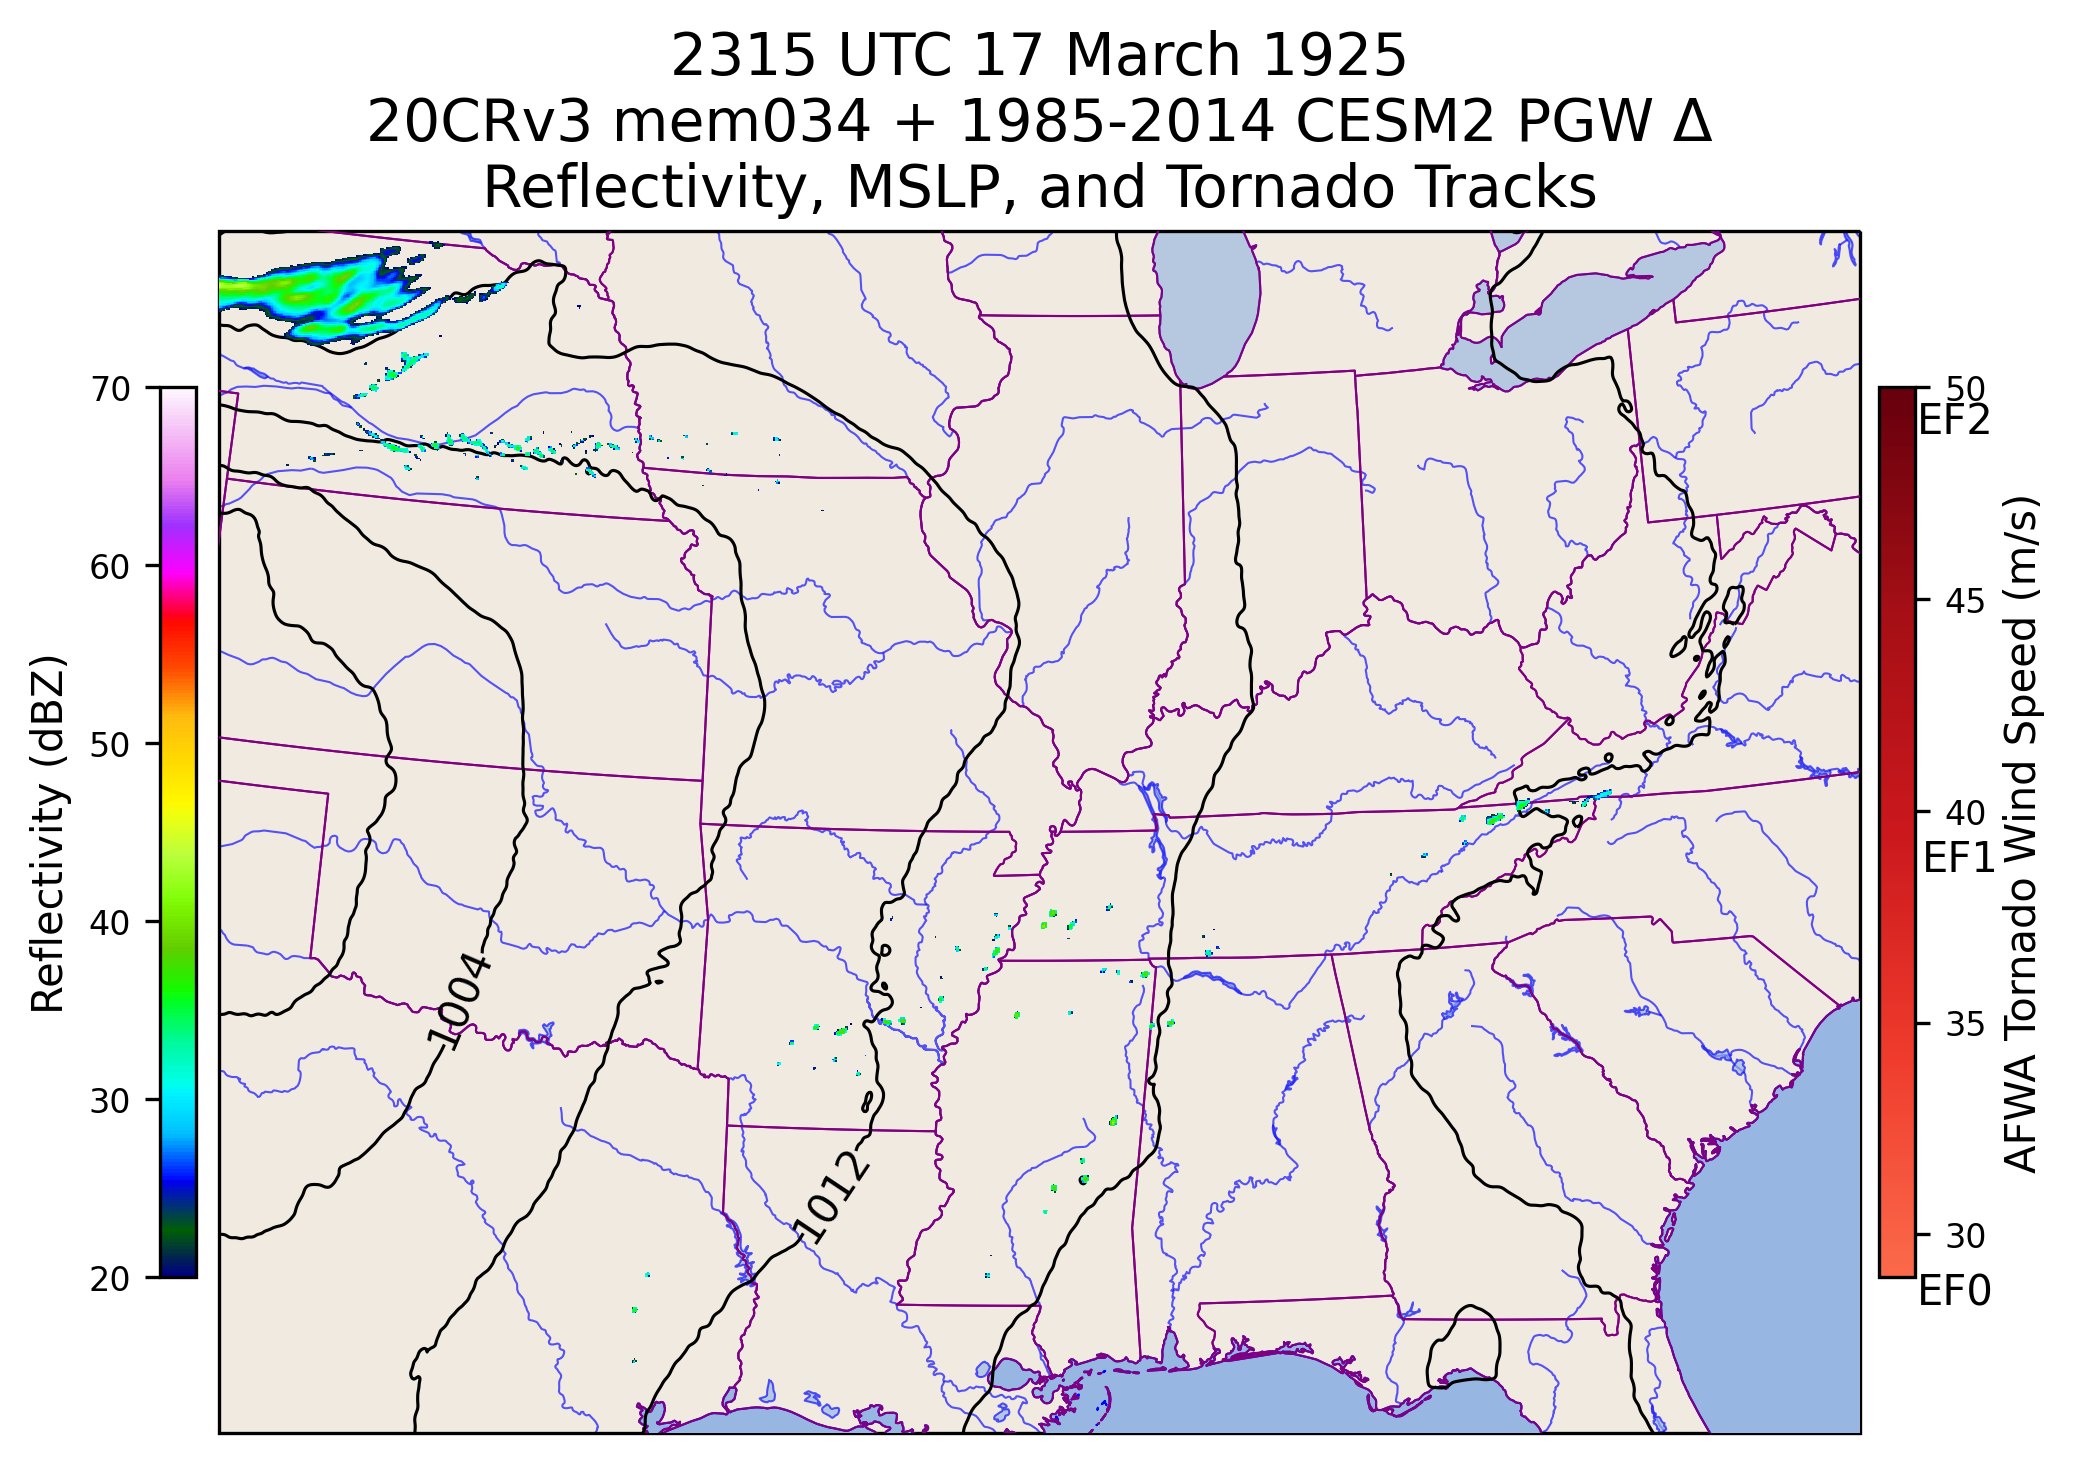 2315 UTC 17 March 1925
20CRv3 mem034 + 1985-2014 CESM2 PGW Δ
Reflectivity, MSLP, and Tornado Tracks
70
60
50
40
30
20
Reflectivity (dBZ)
1004
1012
50
EF2
45
40
EF1
35
30
EF0
AFWA Tornado Wind Speed (m/s)